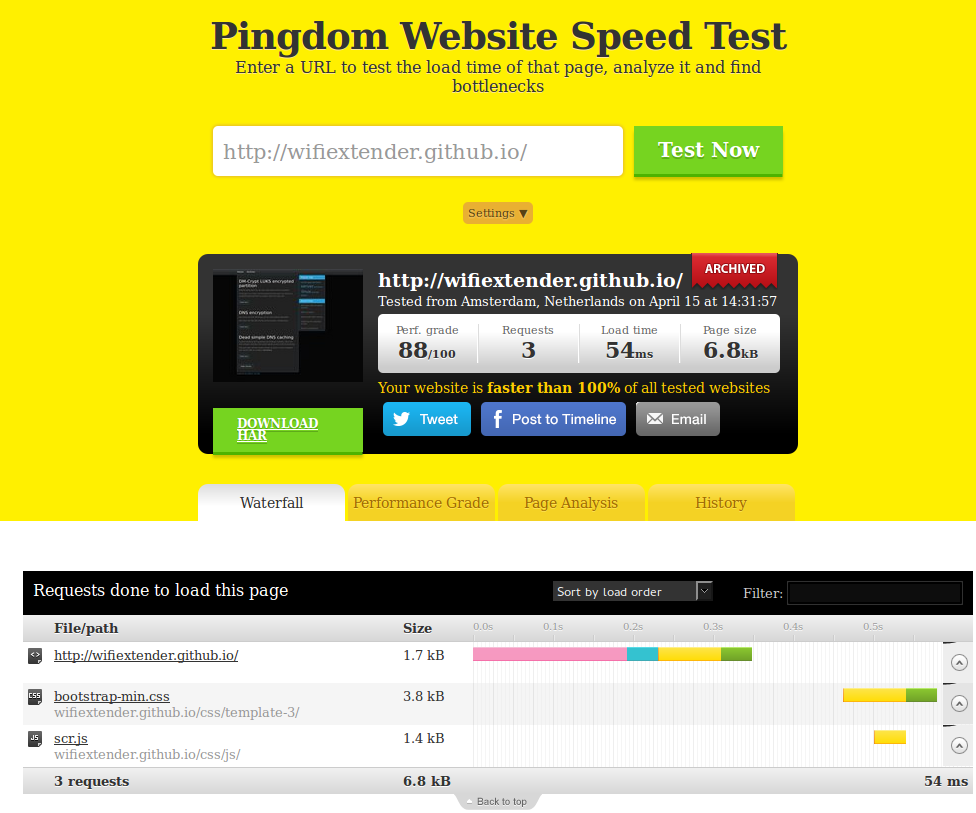 Pingdom Website Speed Test
Enter a URL to test the load time of that page, analyze it and find
bottlenecks
http://wifiextender.github.io/
Test Now
Settings ▼
ARCHIVED
http://wifiextender.github.io/
Tested from Amsterdam, Netherlands on April 15 at 14:31:57
Perf. grade Requests Load time Page size
88/100 3 54ms 6.8kB
Your website is faster than 100% of all tested websites
Tweet Post to Timeline Email
DM-Crypt LUKS encrypted
partition
DNS encryption
Dead simple DNS caching
DOWNLOAD
HAR
Waterfall Performance Grade Page Analysis History
Requests done to load this page Sort by load order Filter:
File/path Size 0.0s 0.1s 0.2s 0.3s 0.4s 0.5s
<> http://wifiextender.github.io/ 1.7 kB
CSS bootstrap-min.css 3.8 kB
wifiextender.github.io/css/template-3/
JS scr.js 1.4 kB
wifiextender.github.io/css/js/
3 requests 6.8 kB 54 ms
Back to top